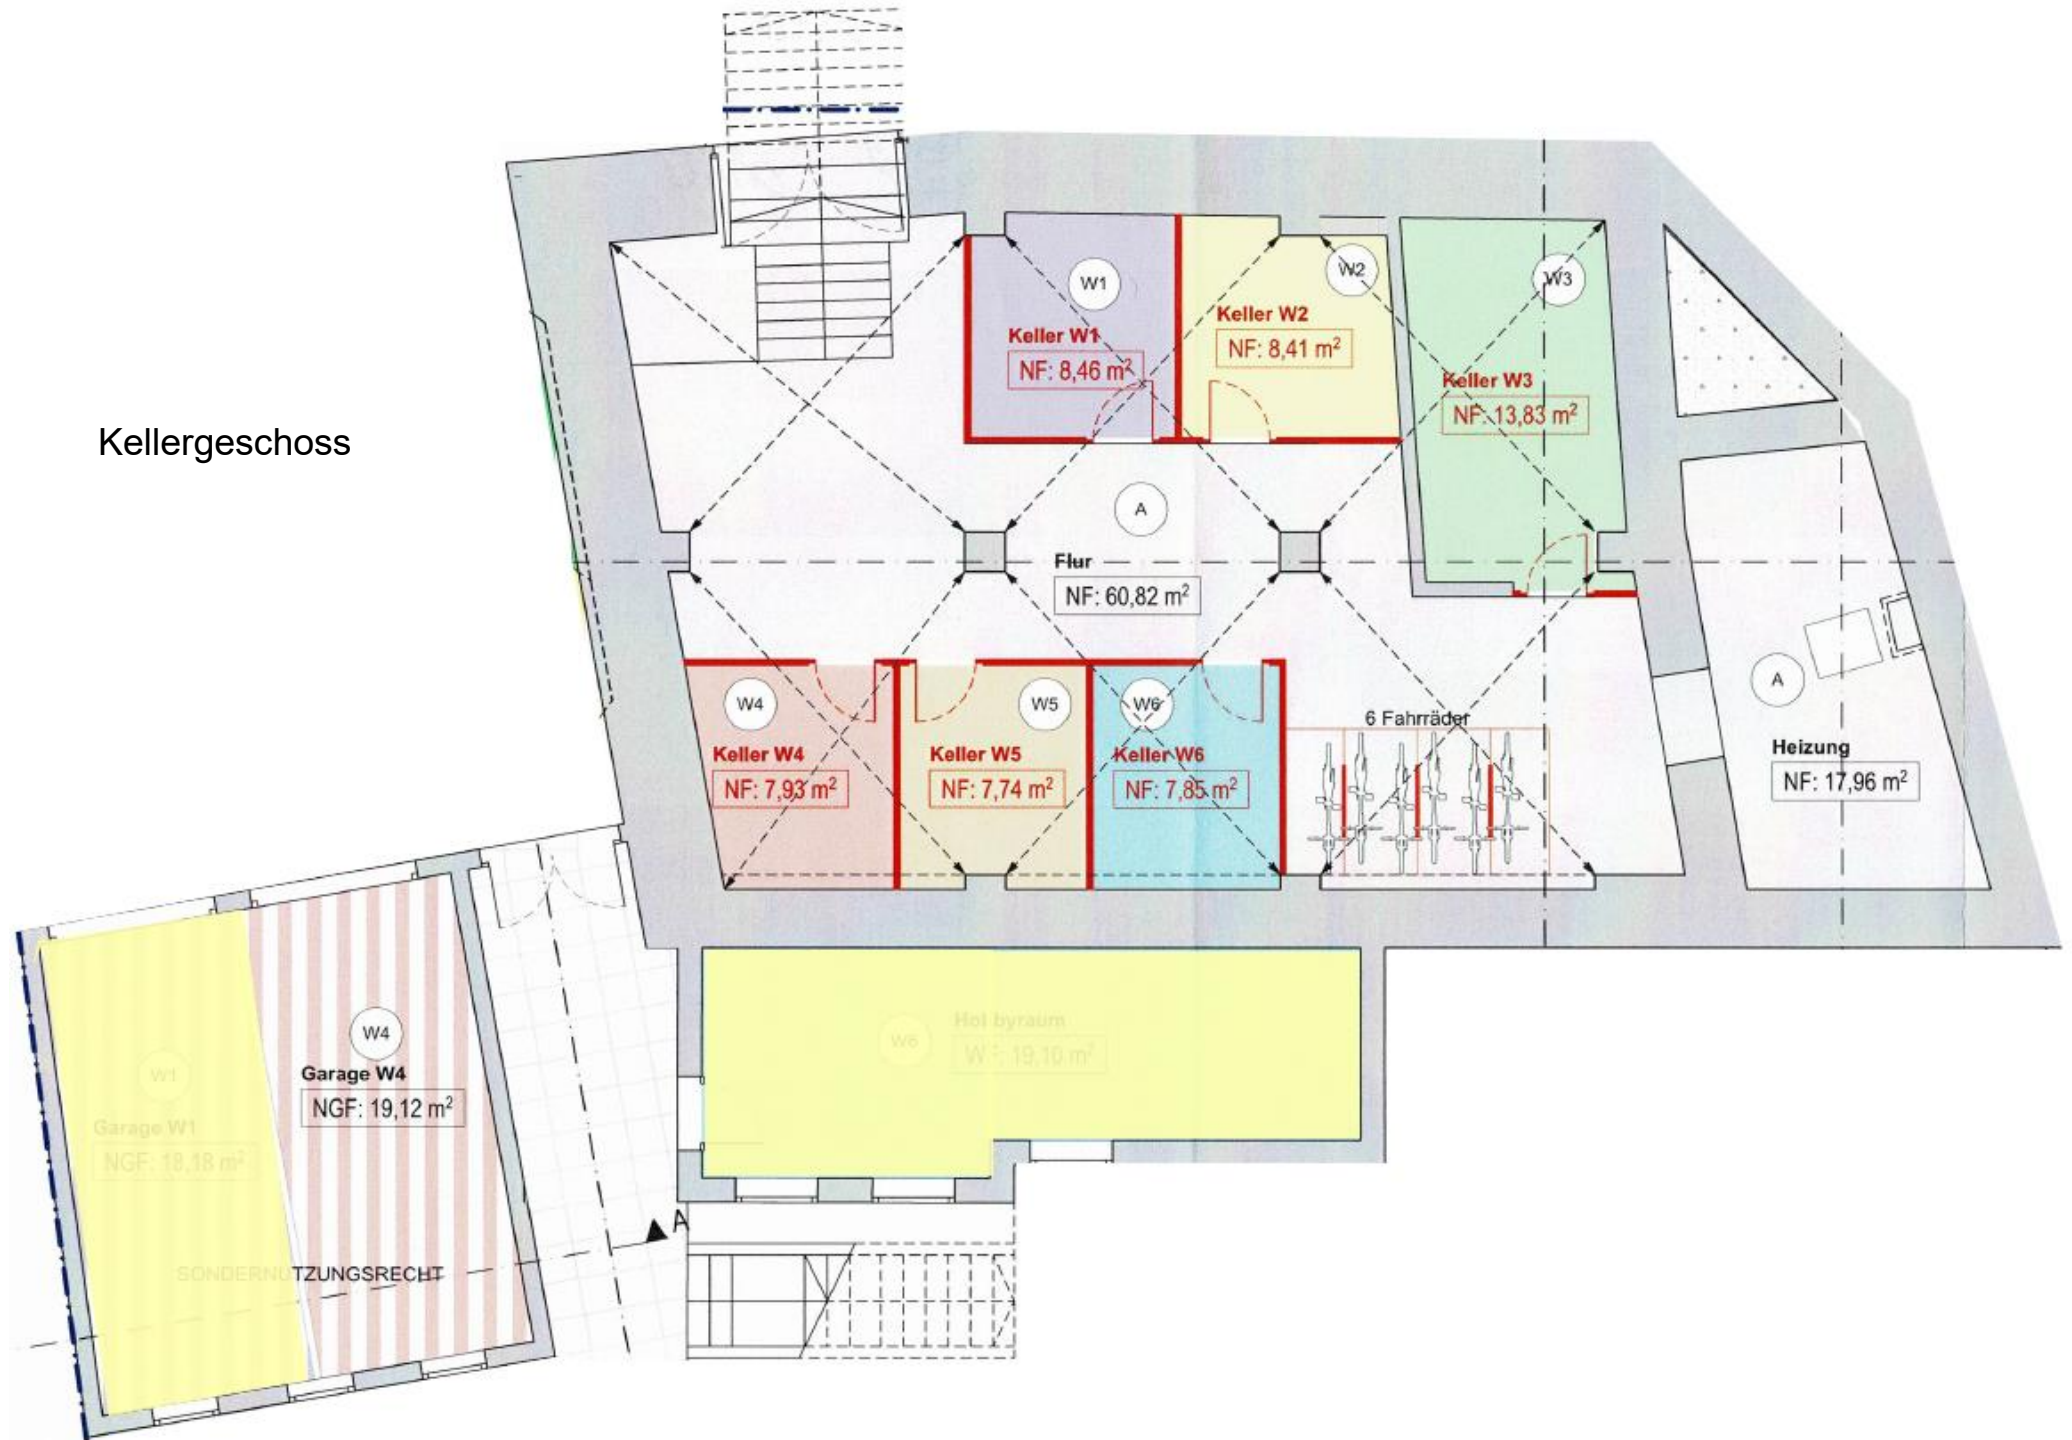 Kellergeschoss
W1
Keller W1
NF: 8,46 m²
W2
Keller W2
NF: 8,41 m²
W3
Keller W3
NF: 13,83 m²
A
Flur
NF: 60,82 m²
W4
Keller W4
NF: 7,93 m²
W5
Keller W5
NF: 7,74 m²
W6
Keller W6
NF: 7,85 m²
6 Fahrräder
A
Heizung
NF: 17,96 m²
W1
Garage W1
NGF: 18,18 m²
W4
Garage W4
NGF: 19,12 m²
W6
19,10 m²
A
SONDERNUTZUNGSRECHT